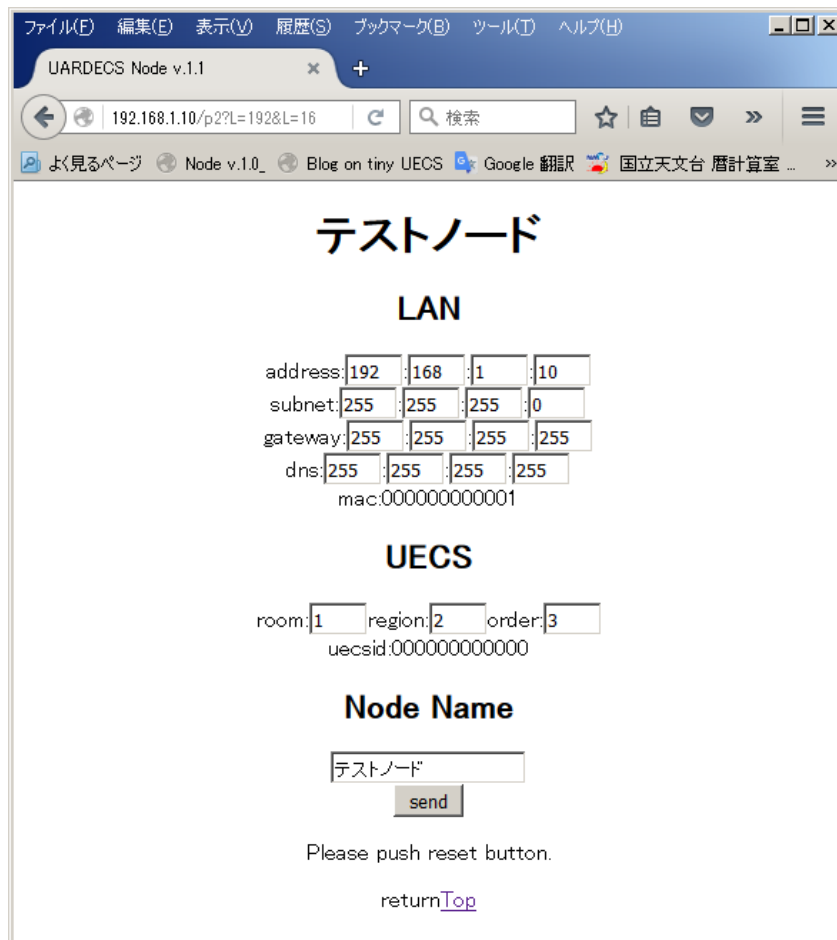 ファイル(F) 編集(E) 表示(V) 履歴(S) ブックマーク(B) ツール(T) ヘルプ(H)
UARDECS Node v.1.1
192.168.1.10/p2?L=192&L=16 検索
よく見るページ Node v.1.0_ Blog on tiny UECS Google 翻訳 国立天文台 暦計算室 ...
テストノード
LAN
address:192 :168 :1 :10
subnet:255 :255 :255 :0
gateway:255 :255 :255 :255
dns:255 :255 :255 :255
mac:000000000001
UECS
room:1 region:2 order:3
uecsid:000000000000
Node Name
テストノード
send
Please push reset button.
returnTop